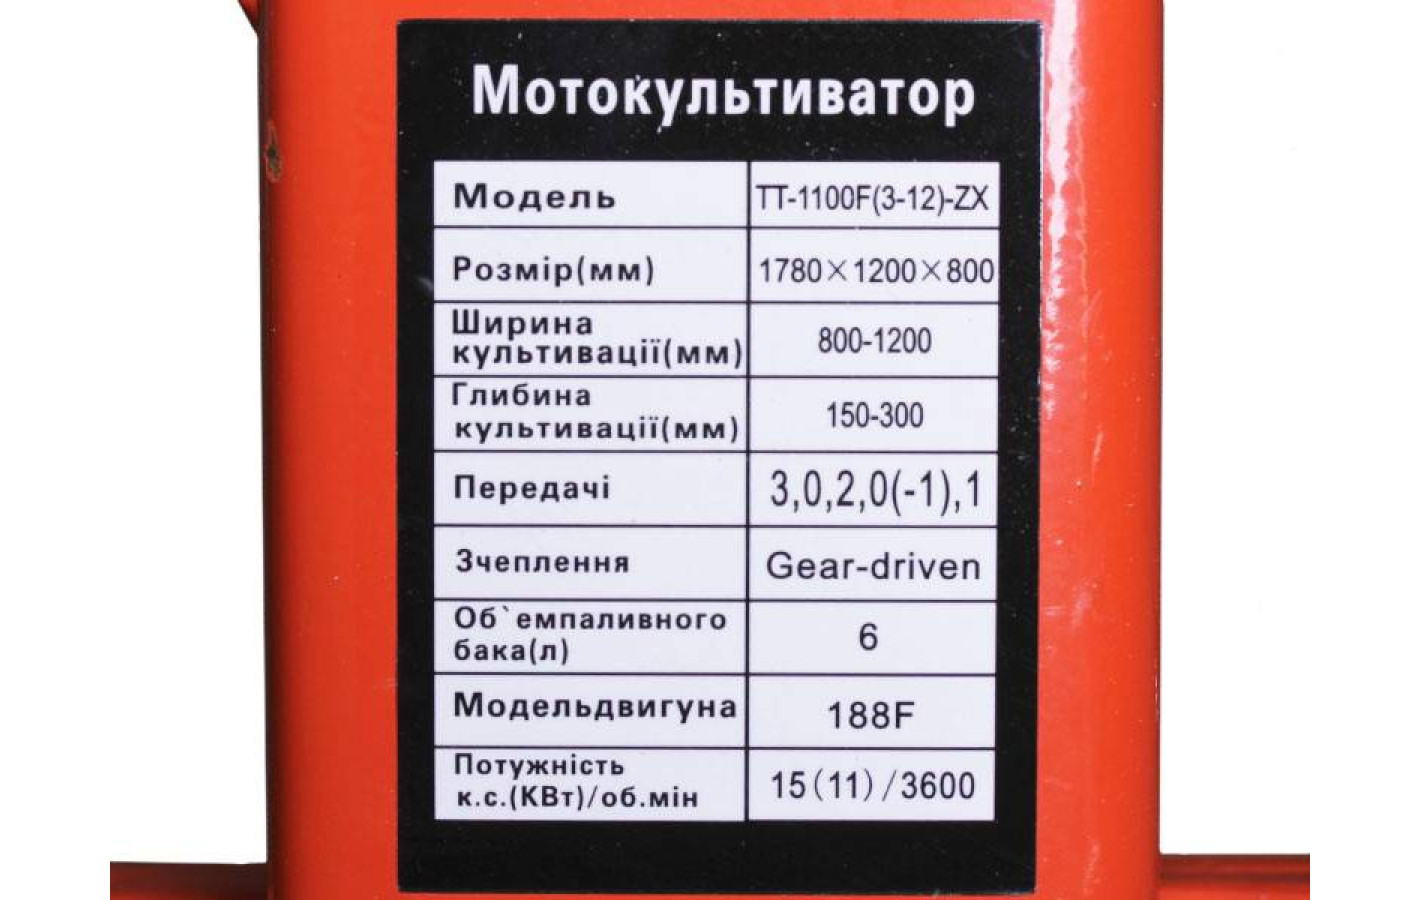 Мотокультиватор
Модель
TT-1100F(3-12)-ZX
Розмір(мм)
1780×1200×800
Ширина
культивації(мм)
800-1200
Глибина
культивації(мм)
150-300
Передачі
3,0,2,0(-1),1
Зчеплення
Gear-driven
Об`емпаливного
бака(л)
6
Модельдвигуна
188F
Потужність
к.с.(КВт)/об.мін
15(11)/3600